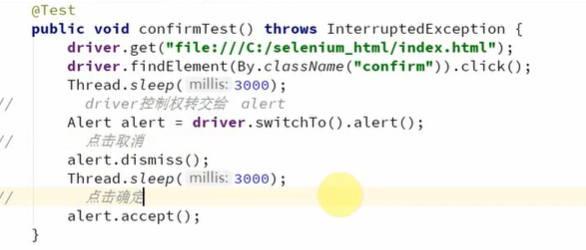 @Test
public void confirmTest() throws InterruptedException {
driver.get("file:///C:/selenium_html/index.html");
driver.findElement(By.className("confirm")).click();
Thread.sleep( millis: 3000);
// driver控制权转交给 alert
Alert alert = driver.switchTo().alert();
// 点击取消
alert.dismiss();
Thread.sleep( millis: 3000);
// 点击确定
alert.accept();
}